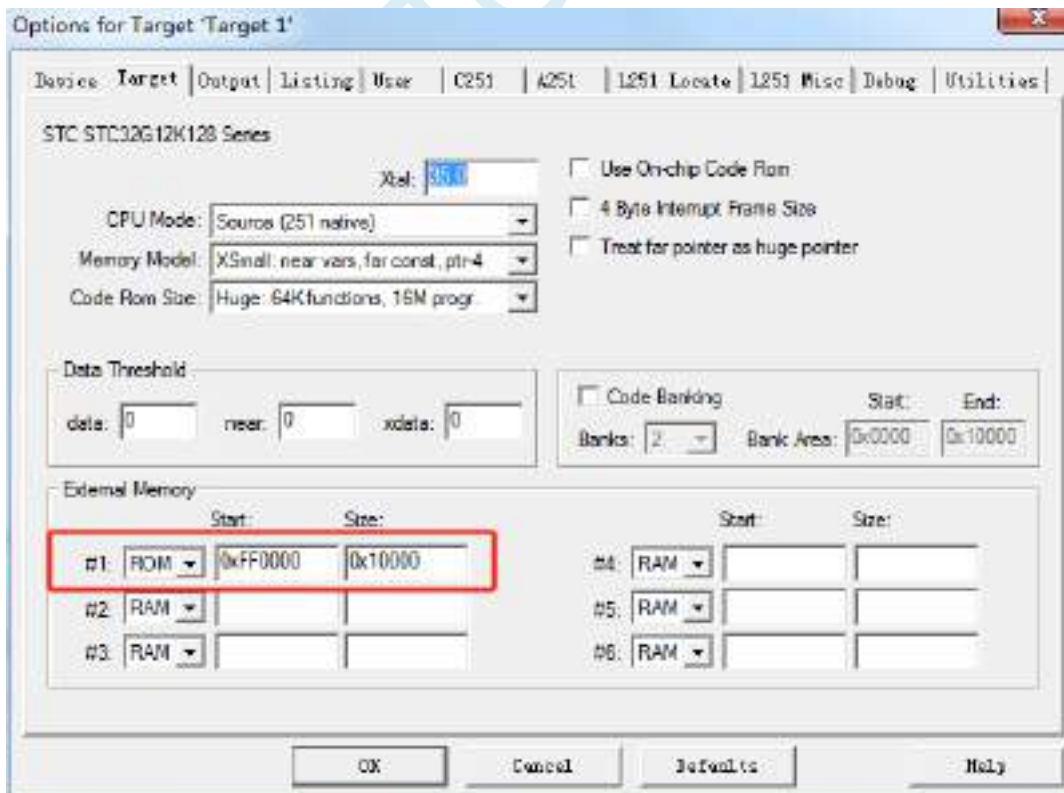 Options for Target 'Target 1'
Device Target Output Listing User C251 A251 L251 Locate L251 Misc Debug Utilities
STC STC32G12K128 Series
Xtal: 35.0
Use On-chip Code Rom
CPU Mode: Source (251 native)
4 Byte Interrupt Frame Size
Memory Model: XSmall: near vars, far const, ptr-4
Treat far pointer as huge pointer
Code Rom Size: Huge: 64K functions, 16M progr.
Data Threshold
data: 0 near: 0 xdata: 0
Code Banking Start: End:
Banks: 2 Bank Area: 0x0000 0x10000
External Memory
Start: Size: Start: Size:
#1: ROM 0xFF0000 0x10000 #4: RAM
#2: RAM #5: RAM
#3: RAM #6: RAM
OK Cancel Defaults Help